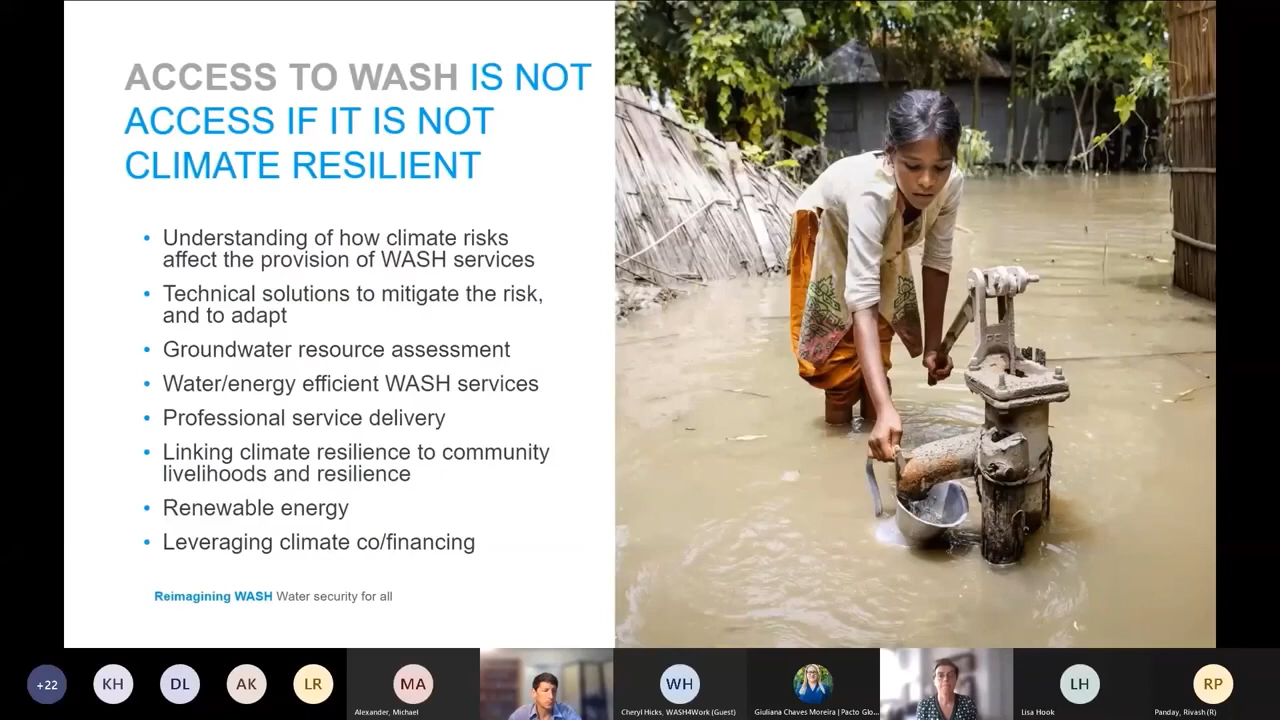 ACCESS TO WASH IS NOT
ACCESS IF IT IS NOT
CLIMATE RESILIENT
• Understanding of how climate risks
affect the provision of WASH services
• Technical solutions to mitigate the risk,
and to adapt
• Groundwater resource assessment
• Water/energy efficient WASH services
• Professional service delivery
• Linking climate resilience to community
livelihoods and resilience
• Renewable energy
• Leveraging climate co/financing
Reimagining WASH Water security for all
+22
KH
DL
AK
LR
MA
Alexander, Michael
WH
Cheryl Hicks, WASH4Work (Guest)
Giuliana Chaves Moreira | Pacto Glo...
LH
Lisa Hook
RP
Panday, Rivash (R)